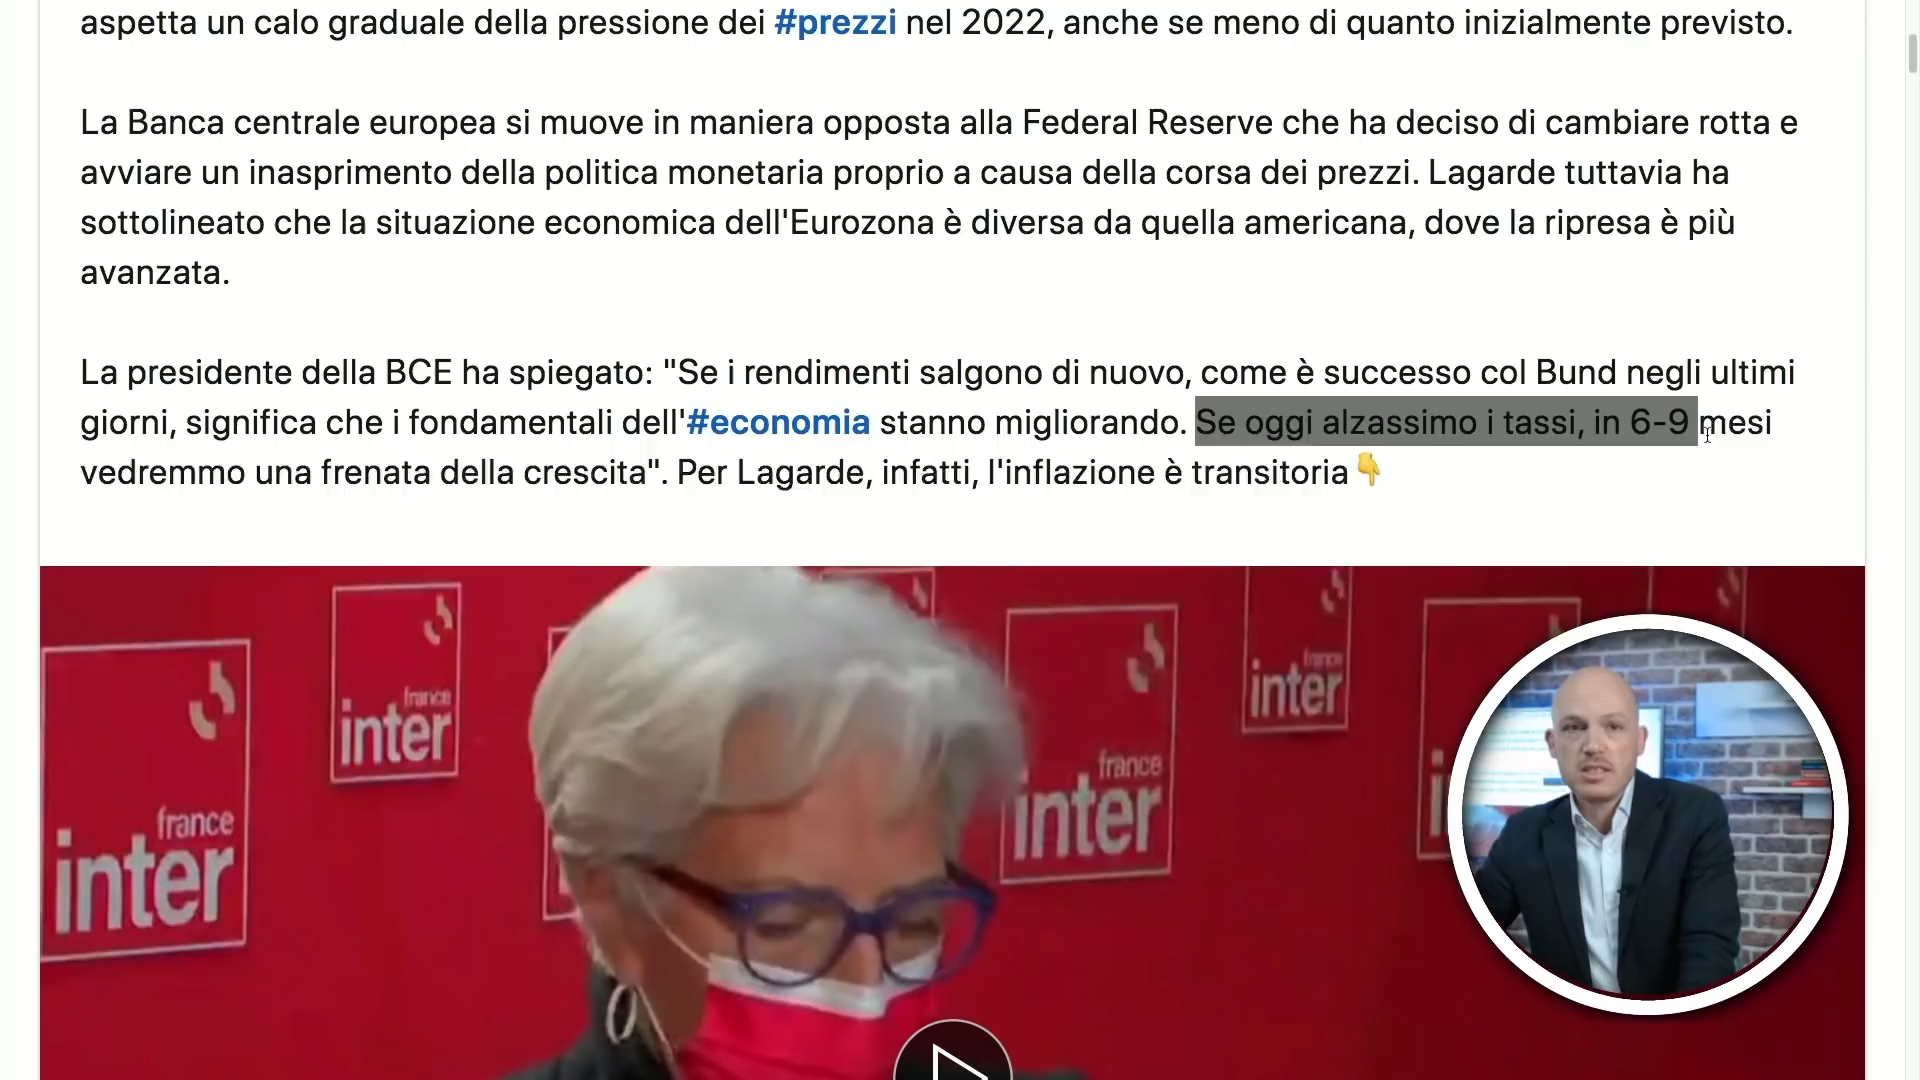 aspetta un calo graduale della pressione dei #prezzi nel 2022, anche se meno di quanto inizialmente previsto.
La Banca centrale europea si muove in maniera opposta alla Federal Reserve che ha deciso di cambiare rotta e
avviare un inasprimento della politica monetaria proprio a causa della corsa dei prezzi. Lagarde tuttavia ha
sottolineato che la situazione economica dell'Eurozona è diversa da quella americana, dove la ripresa è più
avanzata.
La presidente della BCE ha spiegato: "Se i rendimenti salgono di nuovo, come è successo col Bund negli ultimi
giorni, significa che i fondamentali dell'#economia stanno migliorando. Se oggi alzassimo i tassi, in 6-9 mesi
vedremmo una frenata della crescita". Per Lagarde, infatti, l'inflazione è transitoria👇
france
inter
france
inter
france
inter
france
inter